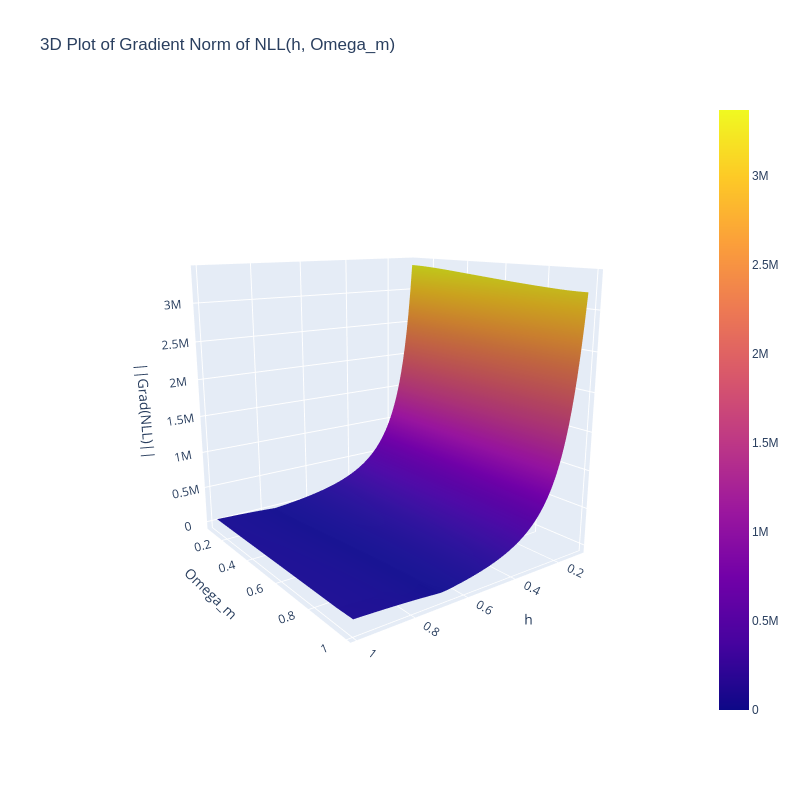 3D Plot of Gradient Norm of NLL(h, Omega_m)
3M
2.5M
2M
1.5M
1M
0.5M
0
||Grad(NLL)||
0.2
0.4
0.6
0.8
1
Omega_m
1
0.8
0.6
0.4
0.2
h
3M
2.5M
2M
1.5M
1M
0.5M
0